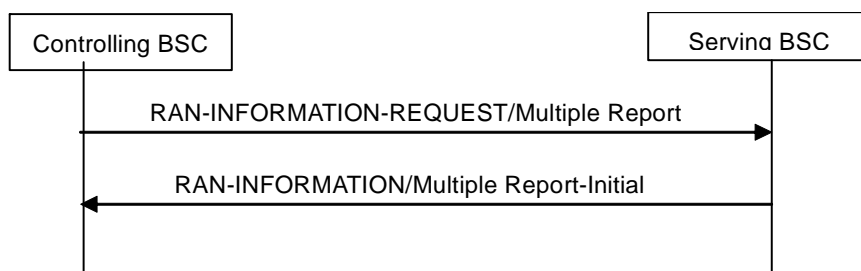 Controlling BSC
Serving BSC
RAN-INFORMATION-REQUEST/Multiple Report
RAN-INFORMATION/Multiple Report-Initial